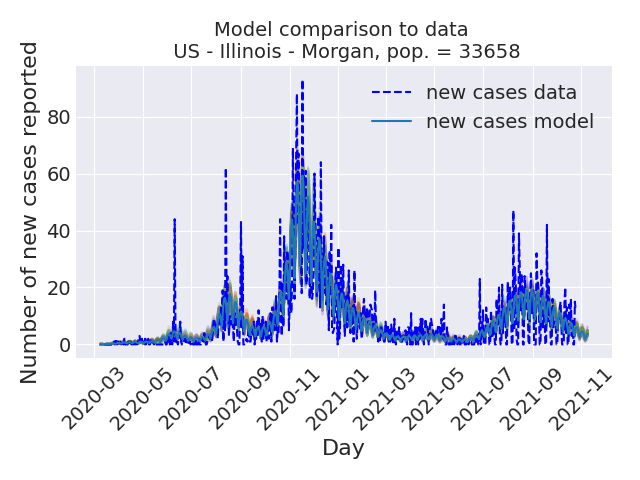 Model comparison to data
US - Illinois - Morgan, pop. = 33658
Number of new cases reported
80
60
40
20
0
new cases data
new cases model
2020-03
2020-05
2020-07
2020-09
2020-11
2021-01
2021-03
2021-05
2021-07
2021-09
2021-11
Day